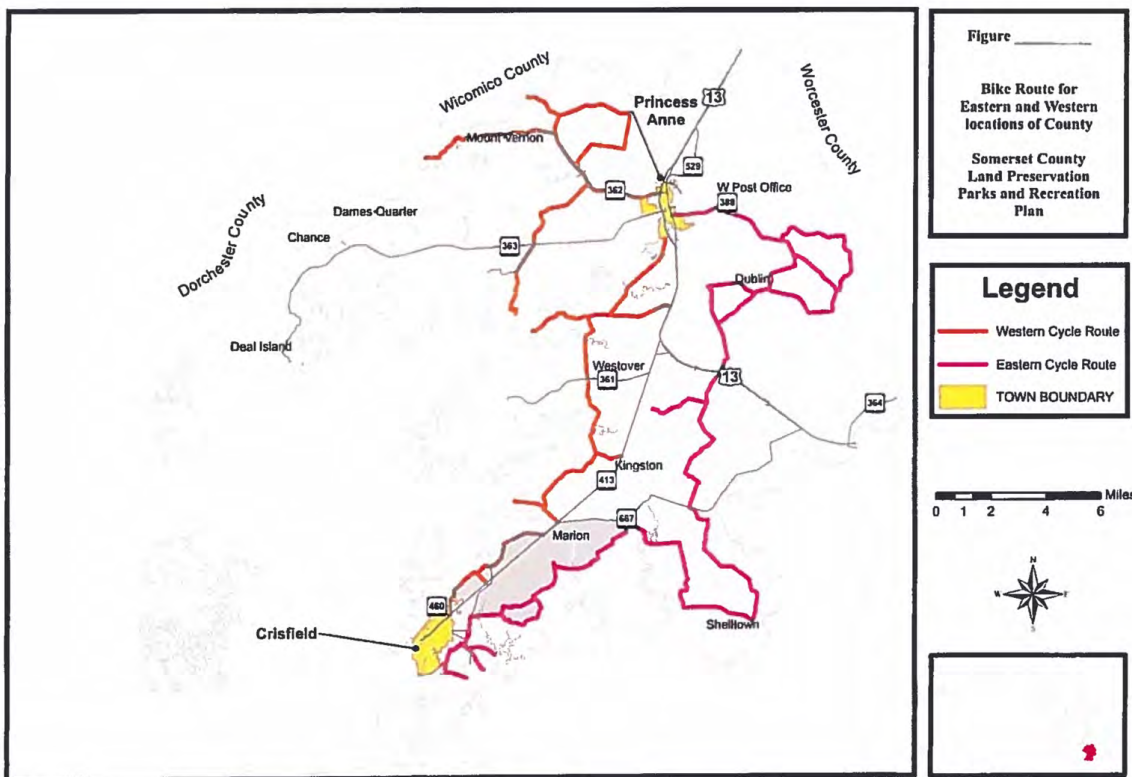 Wicomico County
Worcester County
Princess
Anne
13
Mount Vernon
529
362
W Post Office
388
Dames Quarter
Chance
363
Dorchester County
Dublin
Deal Island
Westover
361
13
364
Kingston
413
667
Marion
460
Shelltown
Crisfield
Figure
Bike Route for
Eastern and Western
locations of County
Somerset County
Land Preservation
Parks and Recreation
Plan
Legend
Western Cycle Route
Eastern Cycle Route
TOWN BOUNDARY
Miles
0 1 2 4 6
N
W E
S